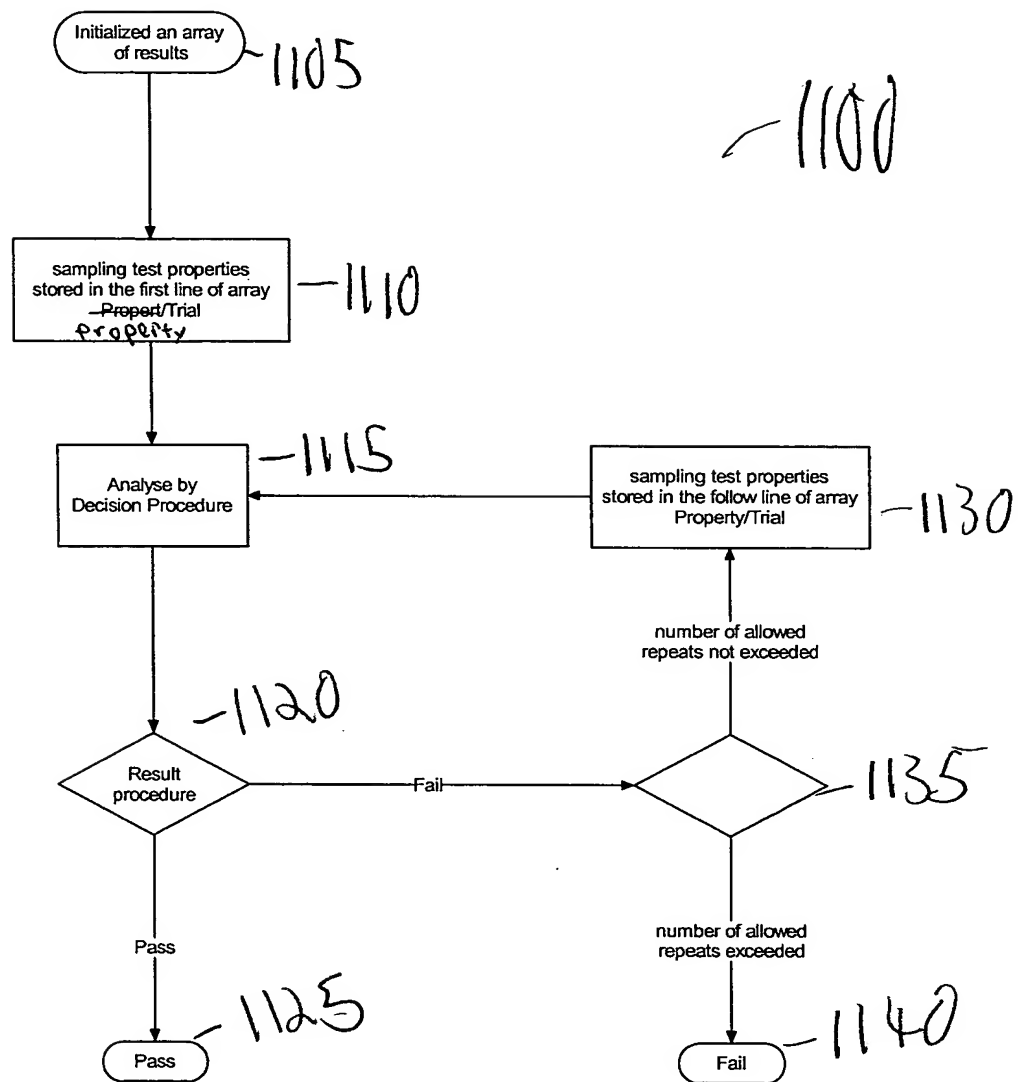 Initialized an array
of results
1105
1100
sampling test properties
stored in the first line of array
Propert/Trial
property
1110
Analyse by
Decision Procedure
1115
sampling test properties
stored in the follow line of array
Property/Trial
1130
number of allowed
repeats not exceeded
1120
Result
procedure
Fail
1135
Pass
number of allowed
repeats exceeded
1125
Pass
1140
Fail